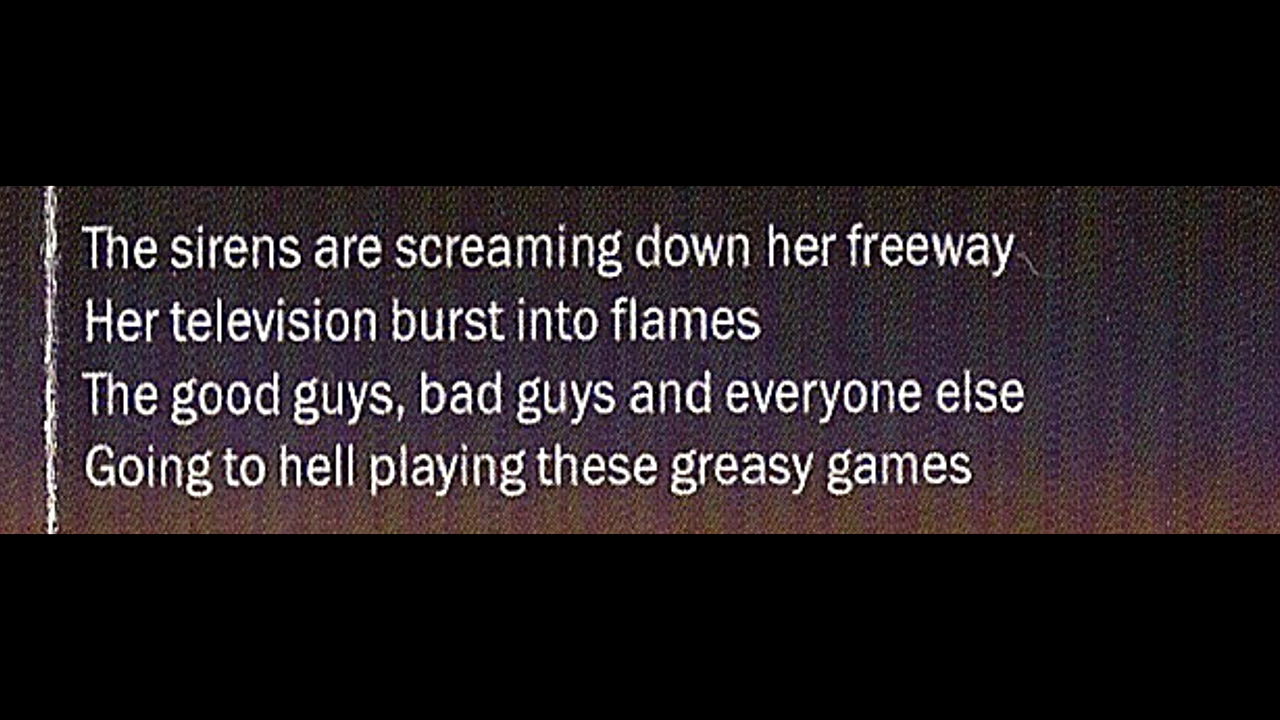 The sirens are screaming down her freeway
Her television burst into flames
The good guys, bad guys and everyone else
Going to hell playing these greasy games